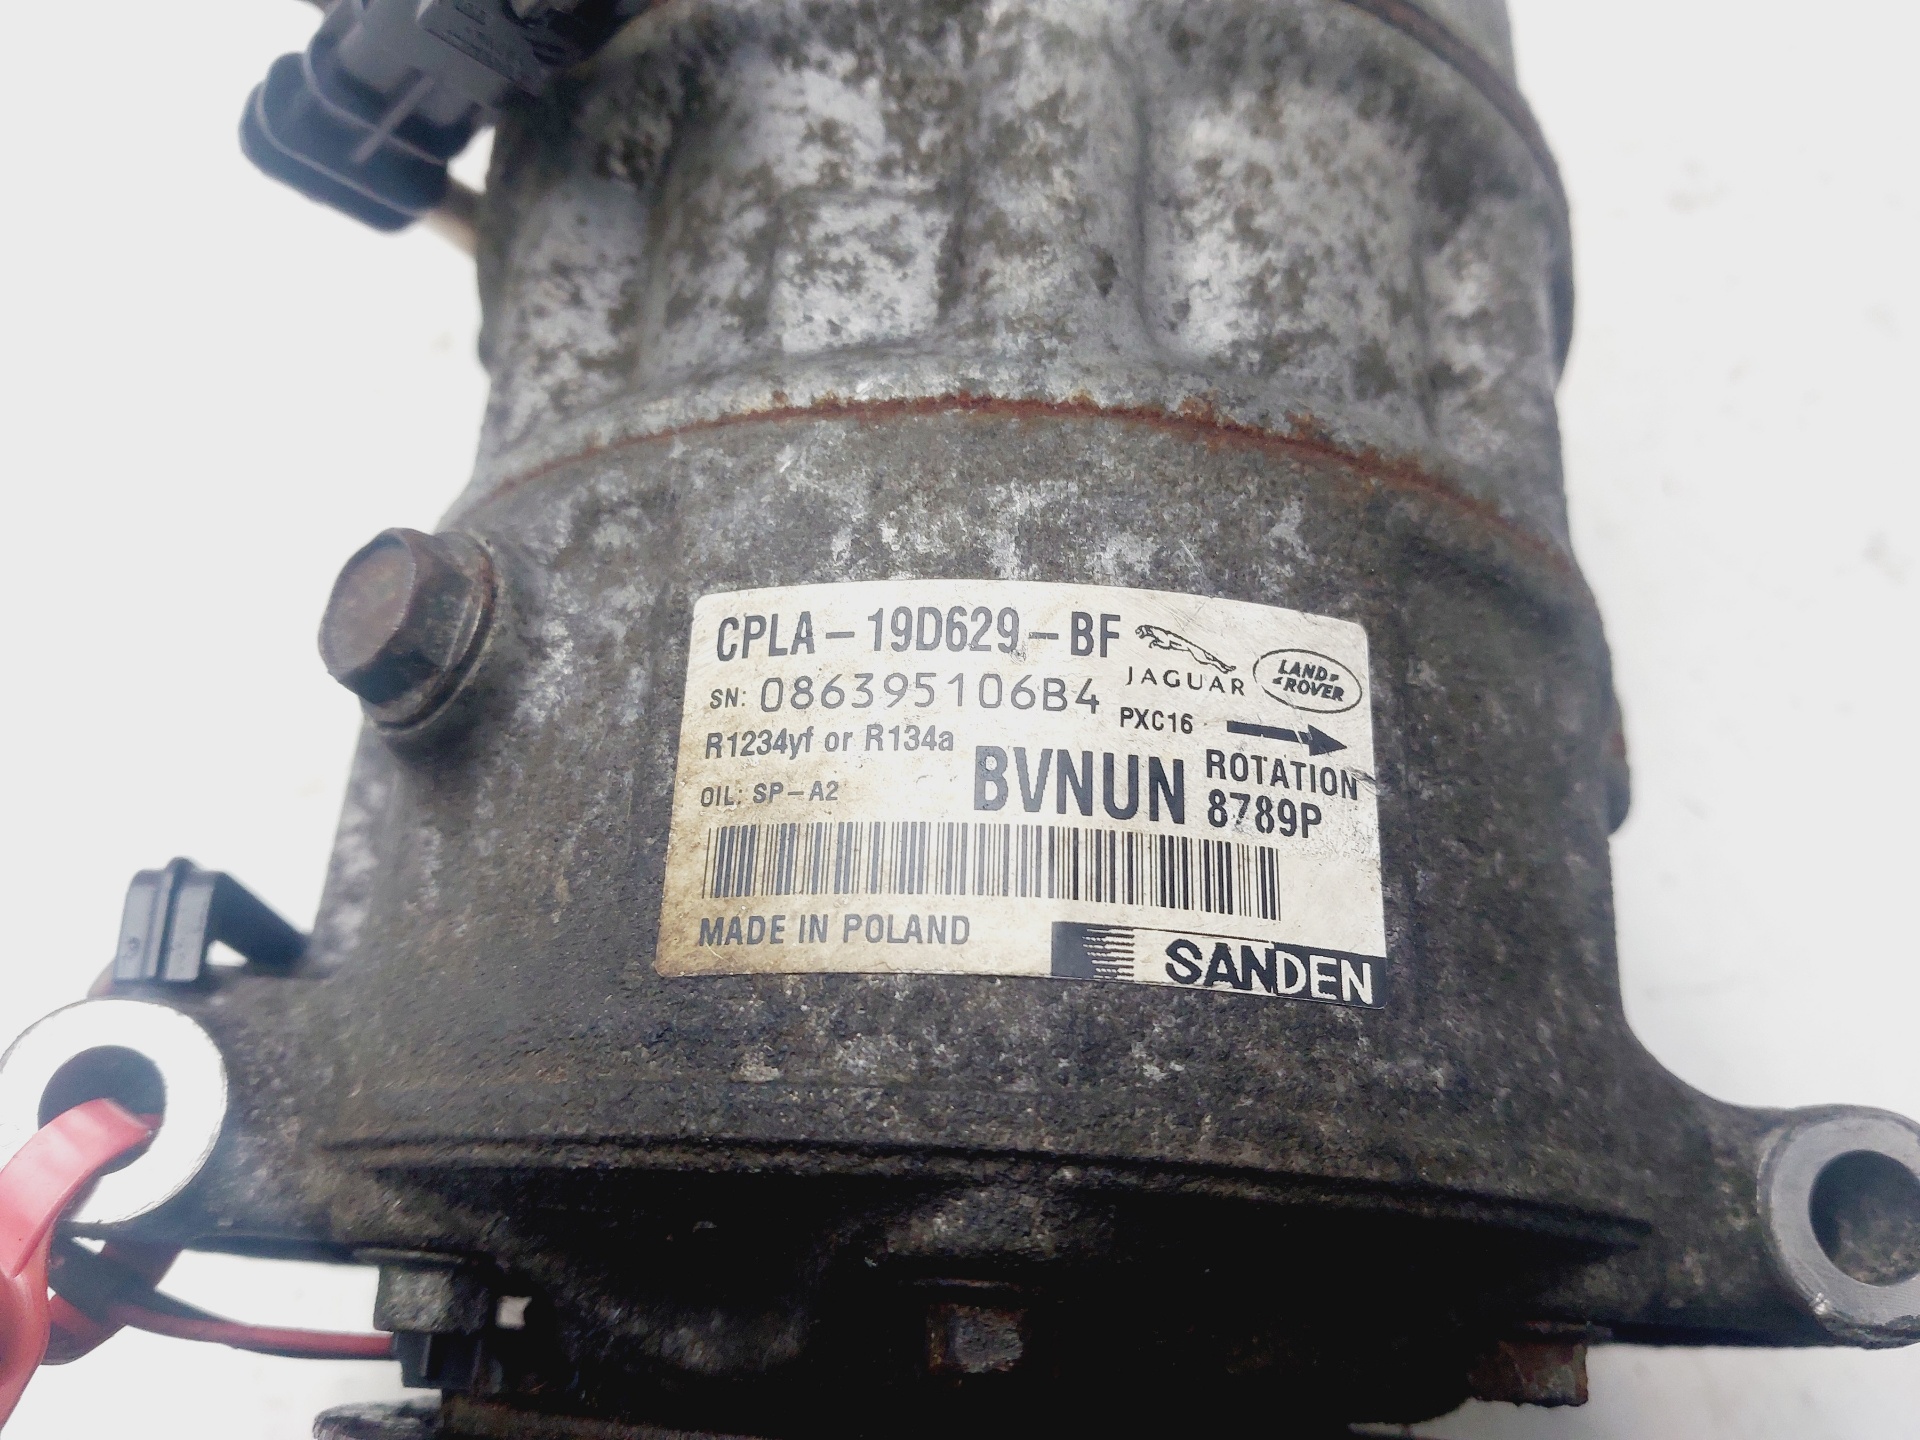 CPLA-19D629-BF
JAGUAR
LAND-
-ROVER
SN: 086395106B4
PXC16
R1234yf or R134a
ROTATION
OIL: SP-A2
BVNUN
8789P
MADE IN POLAND
SANDEN